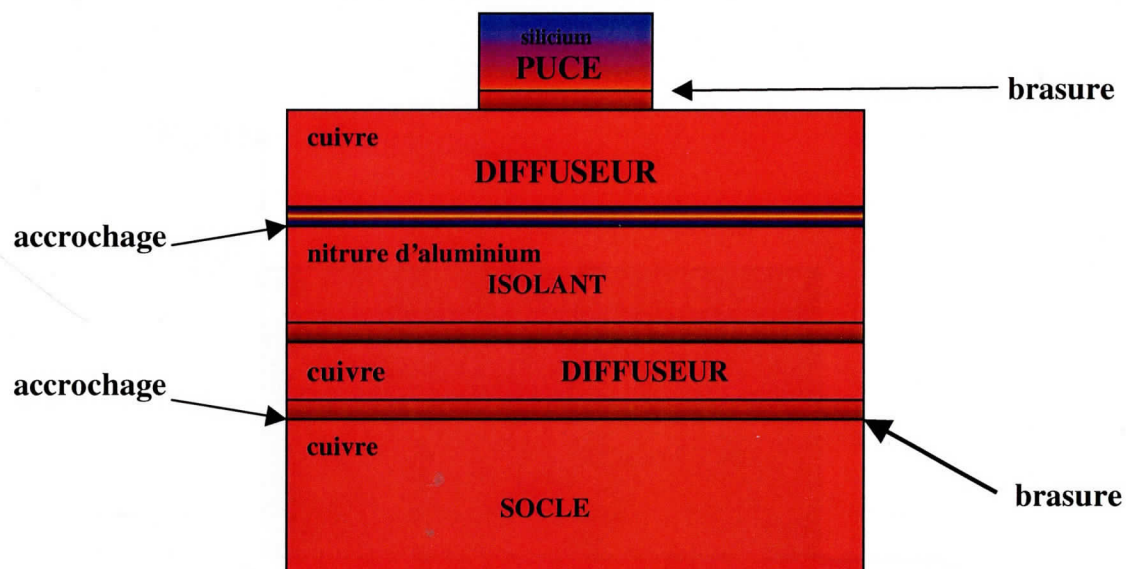 silicium
PUCE
brasure
cuivre
DIFFUSEUR
accrochage
nitrure d'aluminium
ISOLANT
accrochage
cuivre DIFFUSEUR
cuivre
SOCLE
brasure